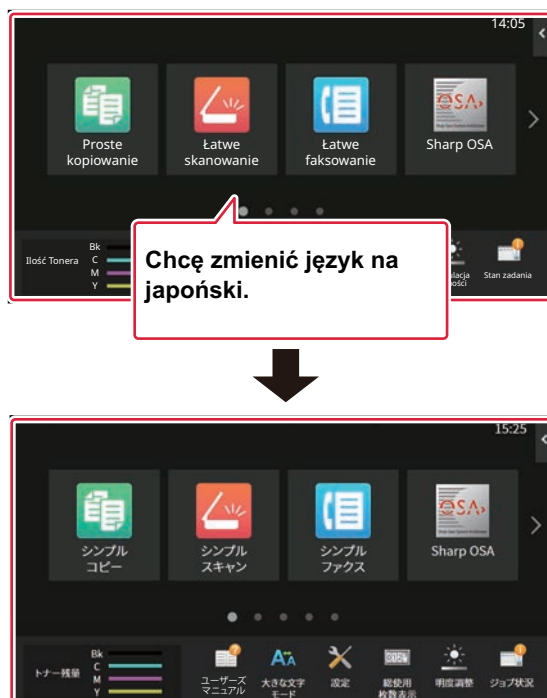 14:05
Proste
kopiowanie
Łatwe
skanowanie
Łatwe
faksowanie
OSA
Sharp OSA
Ilość Tonera
Bk
C
M
Y
Chcę zmienić język na
japoński.
Stan zadania
15:25
シンプル
コピー
シンプル
スキャン
シンプル
ファクス
OSA
Sharp OSA
トナー残量
Bk
C
M
Y
ユーザーズ
マニュアル
大きな文字
モード
設定
総使用
枚数表示
明度調整
ジョブ状況